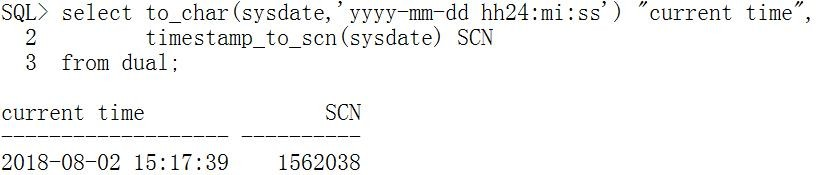 SQL> select to_char(sysdate,'yyyy-mm-dd hh24:mi:ss') "current time",
  2         timestamp_to_scn(sysdate) SCN
  3  from dual;
current time                SCN
------------------- ----------
2018-08-02 15:17:39    1562038